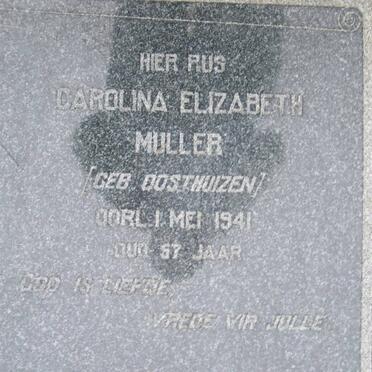 HIER RUS
CAROLINA ELIZABETH
MULLER
[GEB OOSTHUIZEN]
OORL. 1 MEI 1941
OUD 57 JAAR
GOD IS LIEFDE,
VREDE VIR JULLE